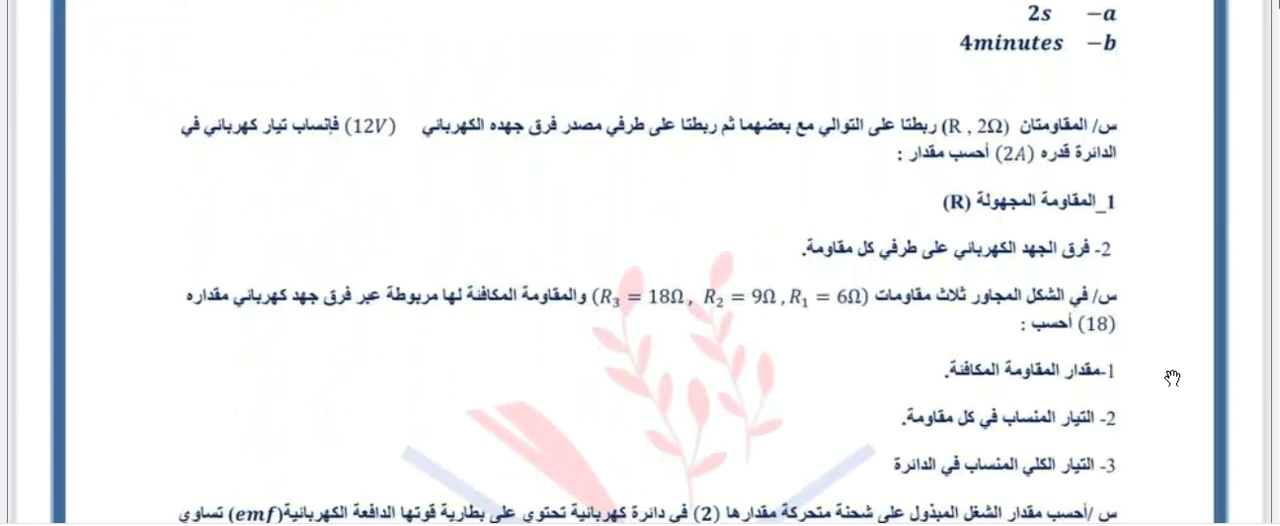 a– 2s
b– 4minutes
س/ المقاومتان (R , 2Ω) ربطتا على التوالي مع بعضهما ثم ربطتا على طرفي مصدر فرق جهده الكهربائي (12V) فإنساب تيار كهربائي في
الدائرة قدره (2A) أحسب مقدار :
1_المقاومة المجهولة (R)
2- فرق الجهد الكهربائي على طرفي كل مقاومة.
س/ في الشكل المجاور ثلاث مقاومات (R₃ = 18Ω , R₂ = 9Ω ,R₁ = 6Ω) والمقاومة المكافئة لها مربوطة عبر فرق جهد كهربائي مقداره
(18) أحسب :
1-مقدار المقاومة المكافئة.
2- التيار المنساب في كل مقاومة.
3- التيار الكلي المنساب في الدائرة
س /أحسب مقدار الشغل المبذول على شحنة متحركة مقدارها (2) في دائرة كهربائية تحتوي على بطارية قوتها الدافعة الكهربائية(emf) تساوي